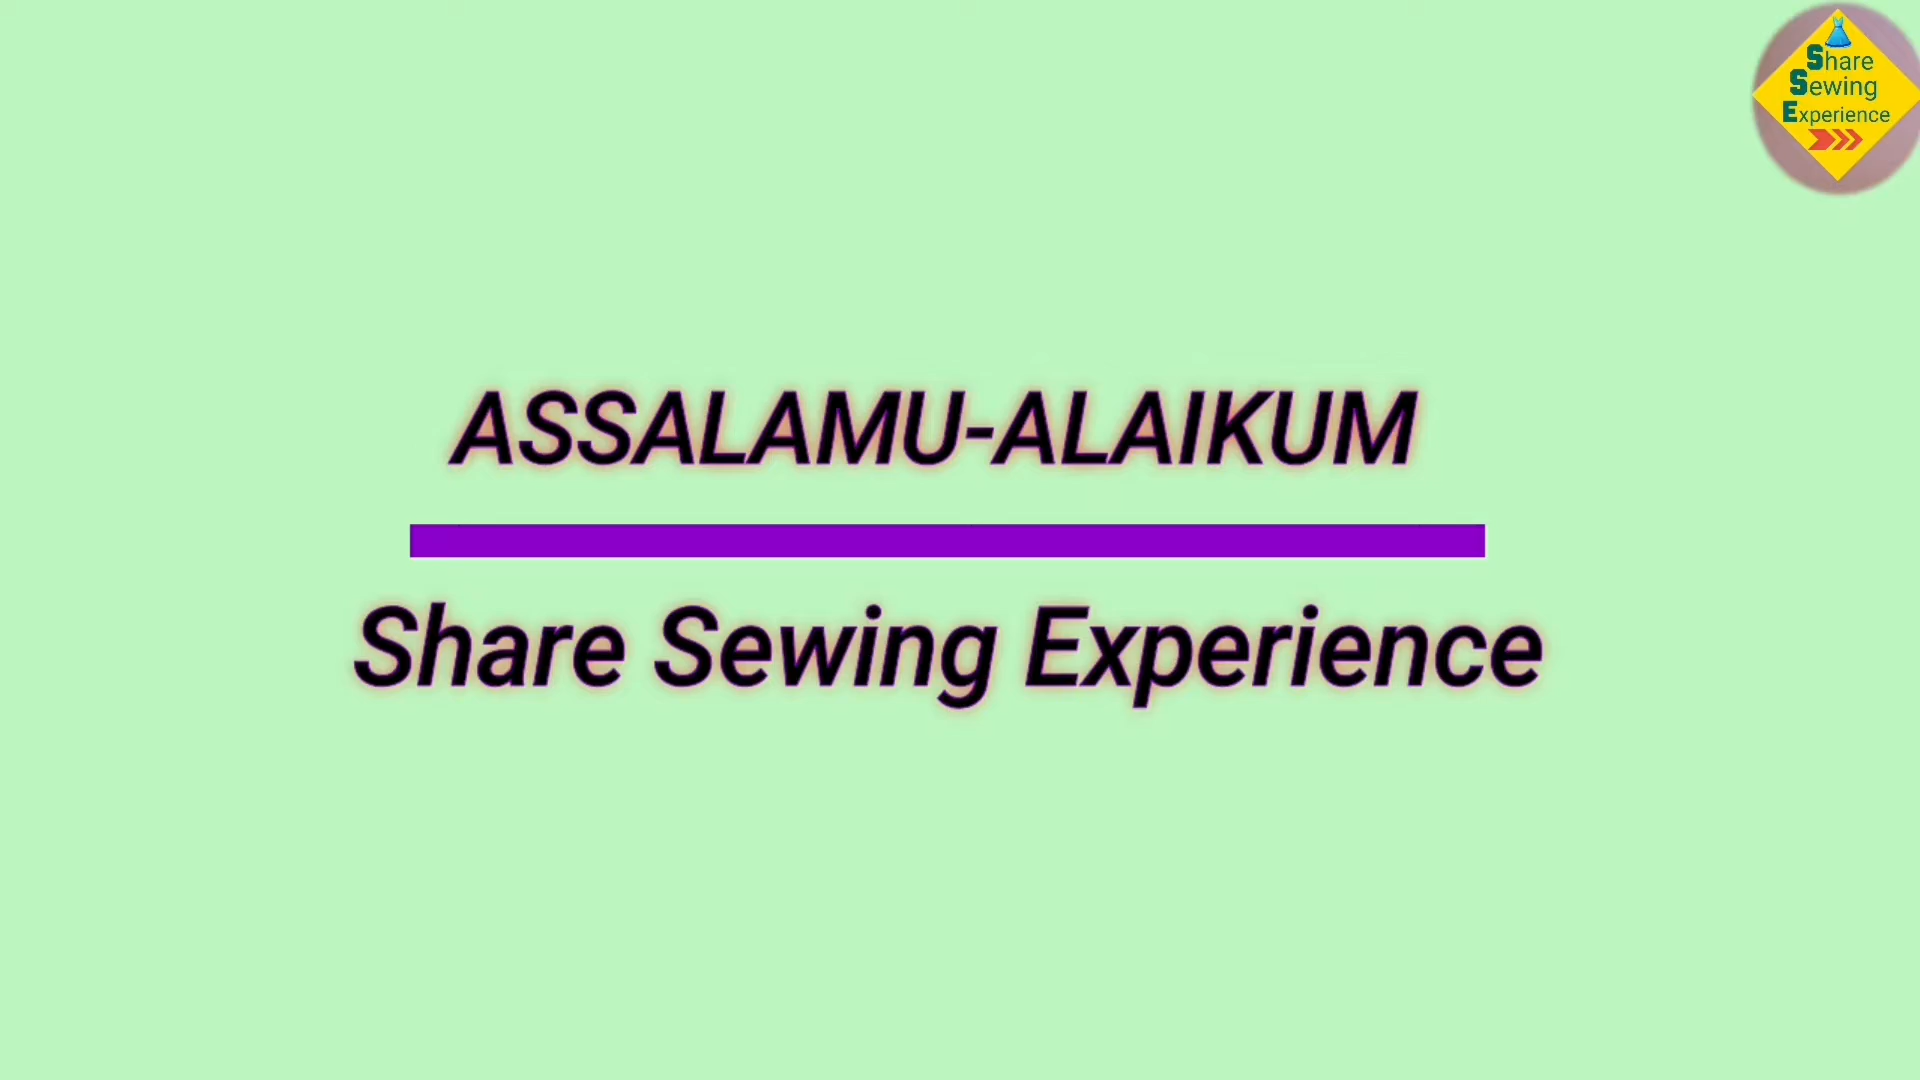 Share
Sewing
Experience
ASSALAMU-ALAIKUM
Share Sewing Experience